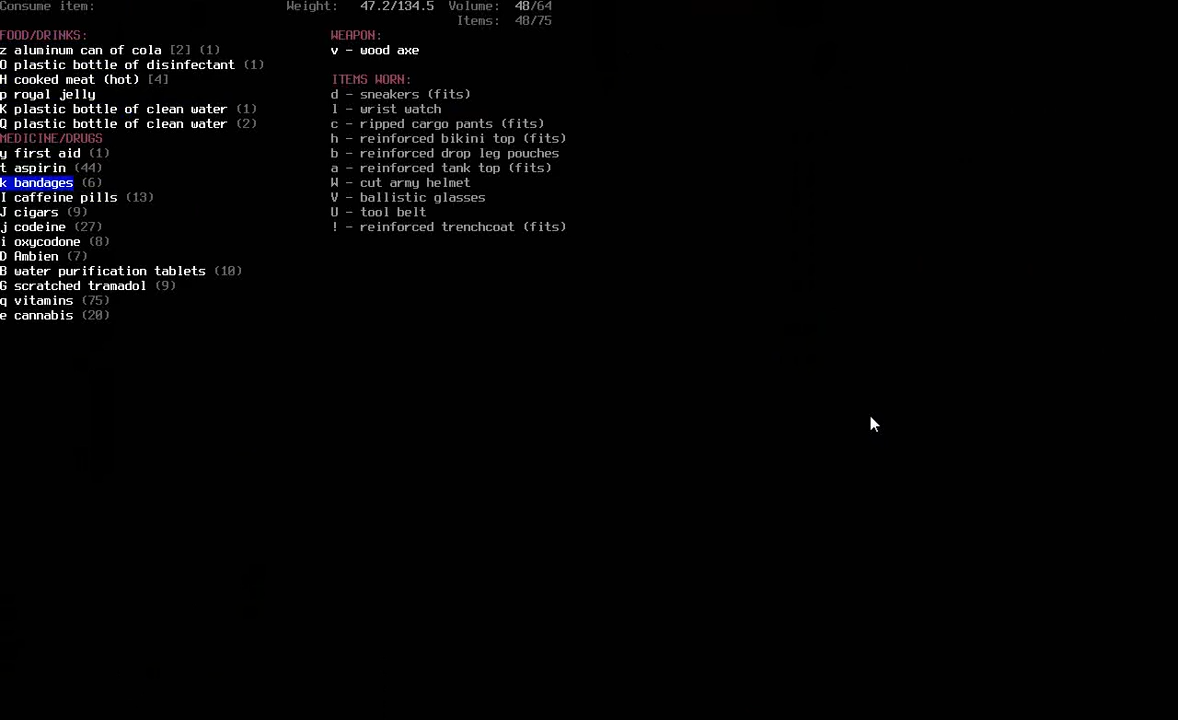 Consume item: Weight: 47.2/134.5 Volume: 48/64
Items: 48/75
FOOD/DRINKS:
z aluminum can of cola [2] (1)
O plastic bottle of disinfectant (1)
H cooked meat (hot) [4]
p royal jelly
K plastic bottle of clean water (1)
Q plastic bottle of clean water (2)
MEDICINE/DRUGS
y first aid (1)
t aspirin (44)
k bandages (6)
I caffeine pills (13)
J cigars (9)
j codeine (27)
i oxycodone (8)
D Ambien (7)
B water purification tablets (10)
G scratched tramadol (9)
q vitamins (75)
e cannabis (20)
WEAPON:
v - wood axe
ITEMS WORN:
d - sneakers (fits)
l - wrist watch
c - ripped cargo pants (fits)
h - reinforced bikini top (fits)
b - reinforced drop leg pouches
a - reinforced tank top (fits)
W - cut army helmet
V - ballistic glasses
U - tool belt
! - reinforced trenchcoat (fits)